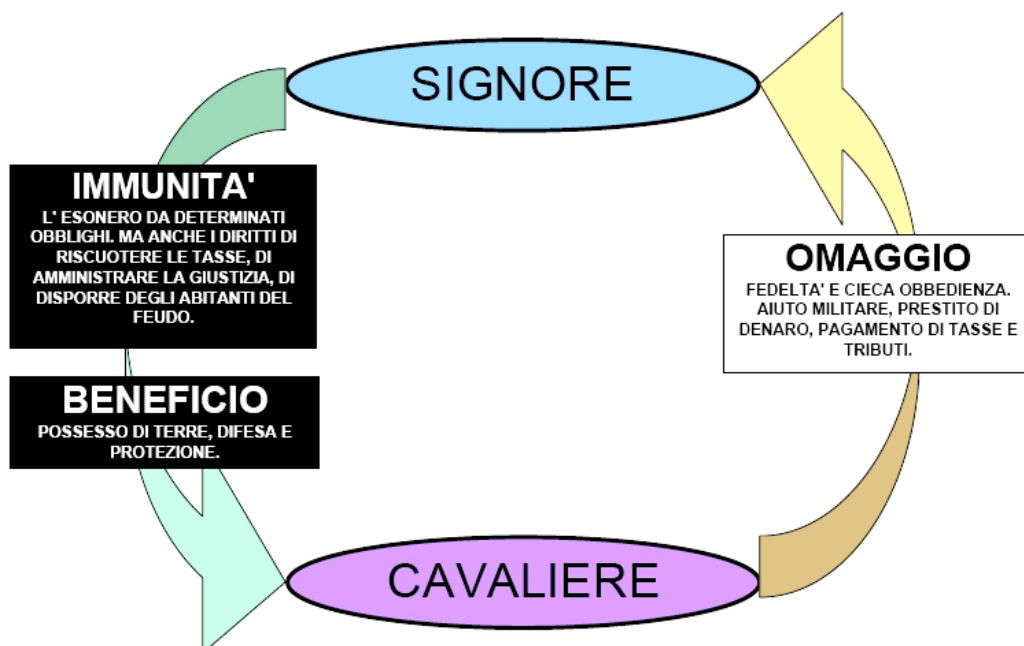 SIGNORE
IMMUNITA'
L' ESONERO DA DETERMINATI
OBBLIGHI. MA ANCHE I DIRITTI DI
RISCUOTERE LE TASSE, DI
AMMINISTRARE LA GIUSTIZIA, DI
DISPORRE DEGLI ABITANTI DEL
FEUDO.
OMAGGIO
FEDELTA' E CIECA OBBEDIENZA.
AIUTO MILITARE, PRESTITO DI
DENARO, PAGAMENTO DI TASSE E
TRIBUTI.
BENEFICIO
POSSESSO DI TERRE, DIFESA E
PROTEZIONE.
CAVALIERE